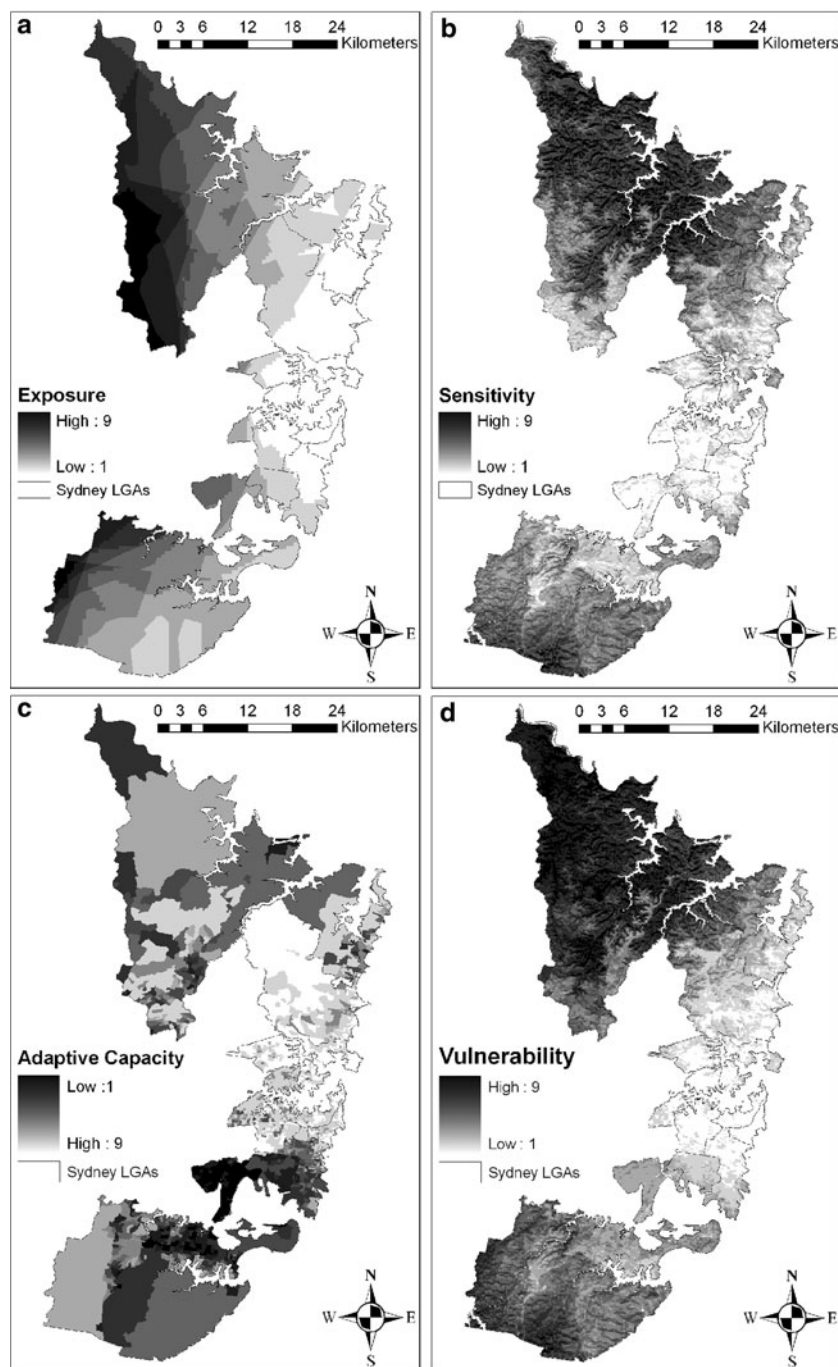 a
0 3 6 12 18 24
Kilometers
Exposure
High : 9
Low : 1
Sydney LGAs
N
W E
S
b
0 3 6 12 18 24
Kilometers
Sensitivity
High : 9
Low : 1
Sydney LGAs
N
W E
S
c
0 3 6 12 18 24
Kilometers
Adaptive Capacity
Low :1
High : 9
Sydney LGAs
N
W E
S
d
0 3 6 12 18 24
Kilometers
Vulnerability
High : 9
Low : 1
Sydney LGAs
N
W E
S